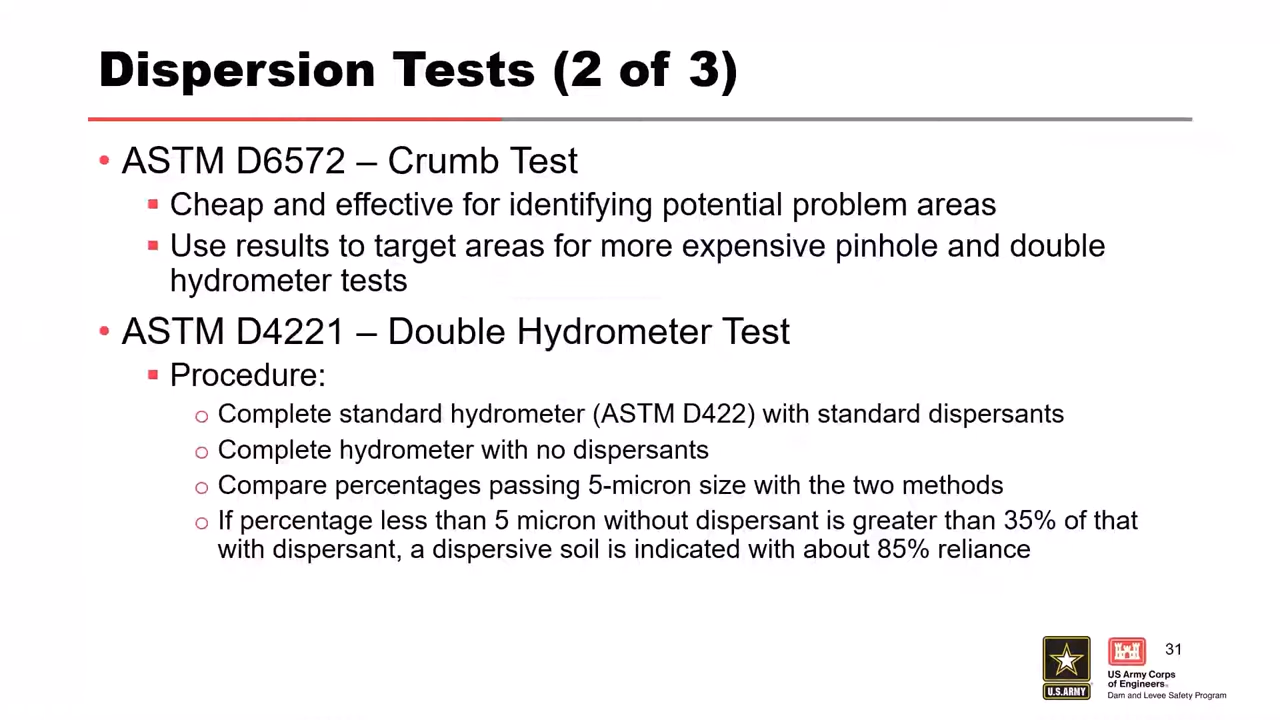 Dispersion Tests (2 of 3)
• ASTM D6572 – Crumb Test
▪ Cheap and effective for identifying potential problem areas
▪ Use results to target areas for more expensive pinhole and double
hydrometer tests
• ASTM D4221 – Double Hydrometer Test
▪ Procedure:
o Complete standard hydrometer (ASTM D422) with standard dispersants
o Complete hydrometer with no dispersants
o Compare percentages passing 5-micron size with the two methods
o If percentage less than 5 micron without dispersant is greater than 35% of that
with dispersant, a dispersive soil is indicated with about 85% reliance
31
U.S.ARMY
US Army Corps
of Engineers®
Dam and Levee Safety Program